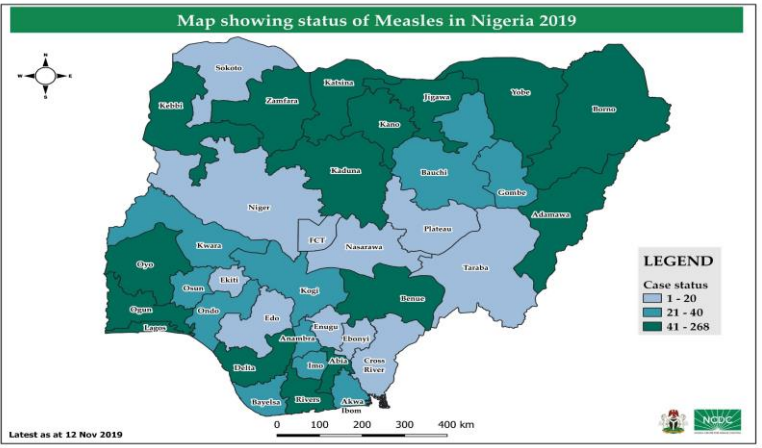 Map showing status of Measles in Nigeria 2019
N
W
E
S
Sokoto
Kebbi
Zamfara
Katsina
Kano
Jigawa
Yobe
Borno
Kaduna
Bauchi
Gombe
Adamawa
Niger
FCT
Nasarawa
Plateau
Taraba
Kwara
Oyo
Osun
Ekiti
Kogi
Benue
Ogun
Ondo
Edo
Enugu
Ebonyi
Lagos
Anambra
Delta
Imo
Abia
Cross
River
Bayelsa
Rivers
Akwa
Ibom
LEGEND
Case status
1 - 20
21 - 40
41 - 268
NCDC
Latest as at 12 Nov 2019
0 100 200 300 400 km